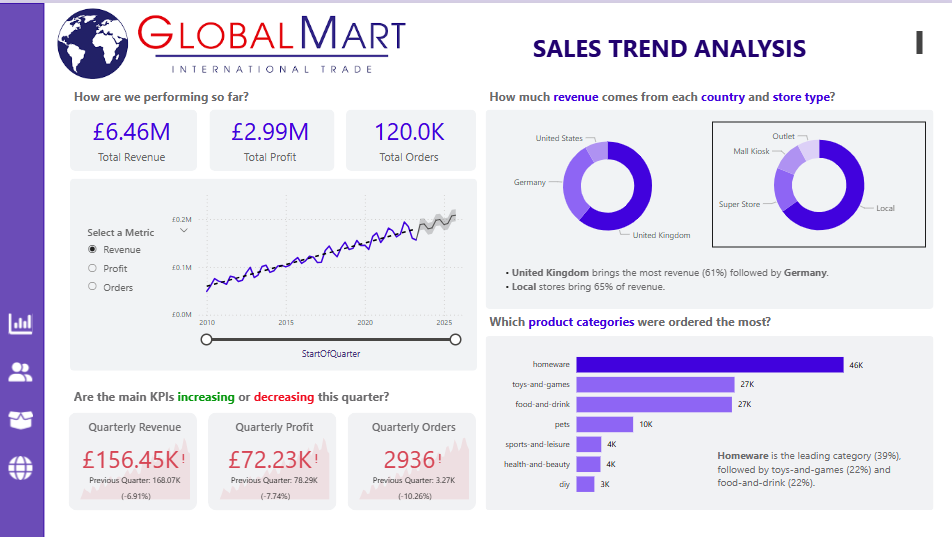 GLOBALMART
INTERNATIONAL TRADE
SALES TREND ANALYSIS
How are we performing so far?
£6.46M
Total Revenue
£2.99M
Total Profit
120.0K
Total Orders
Select a Metric
Revenue
Profit
Orders
£0.2M
£0.1M
£0.0M
2010
2015
2020
2025
StartOfQuarter
Are the main KPIs increasing or decreasing this quarter?
Quarterly Revenue
£156.45K!
Previous Quarter: 168.07K
(-6.91%)
Quarterly Profit
£72.23K!
Previous Quarter: 78.29K
(-7.74%)
Quarterly Orders
2936!
Previous Quarter: 3.27K
(-10.26%)
How much revenue comes from each country and store type?
United States
Germany
United Kingdom
Outlet
Mall Kiosk
Super Store
Local
• United Kingdom brings the most revenue (61%) followed by Germany.
• Local stores bring 65% of revenue.
Which product categories were ordered the most?
homeware 46K
toys-and-games 27K
food-and-drink 27K
pets 10K
sports-and-leisure 4K
health-and-beauty 4K
diy 3K
Homeware is the leading category (39%),
followed by toys-and-games (22%) and
food-and-drink (22%).